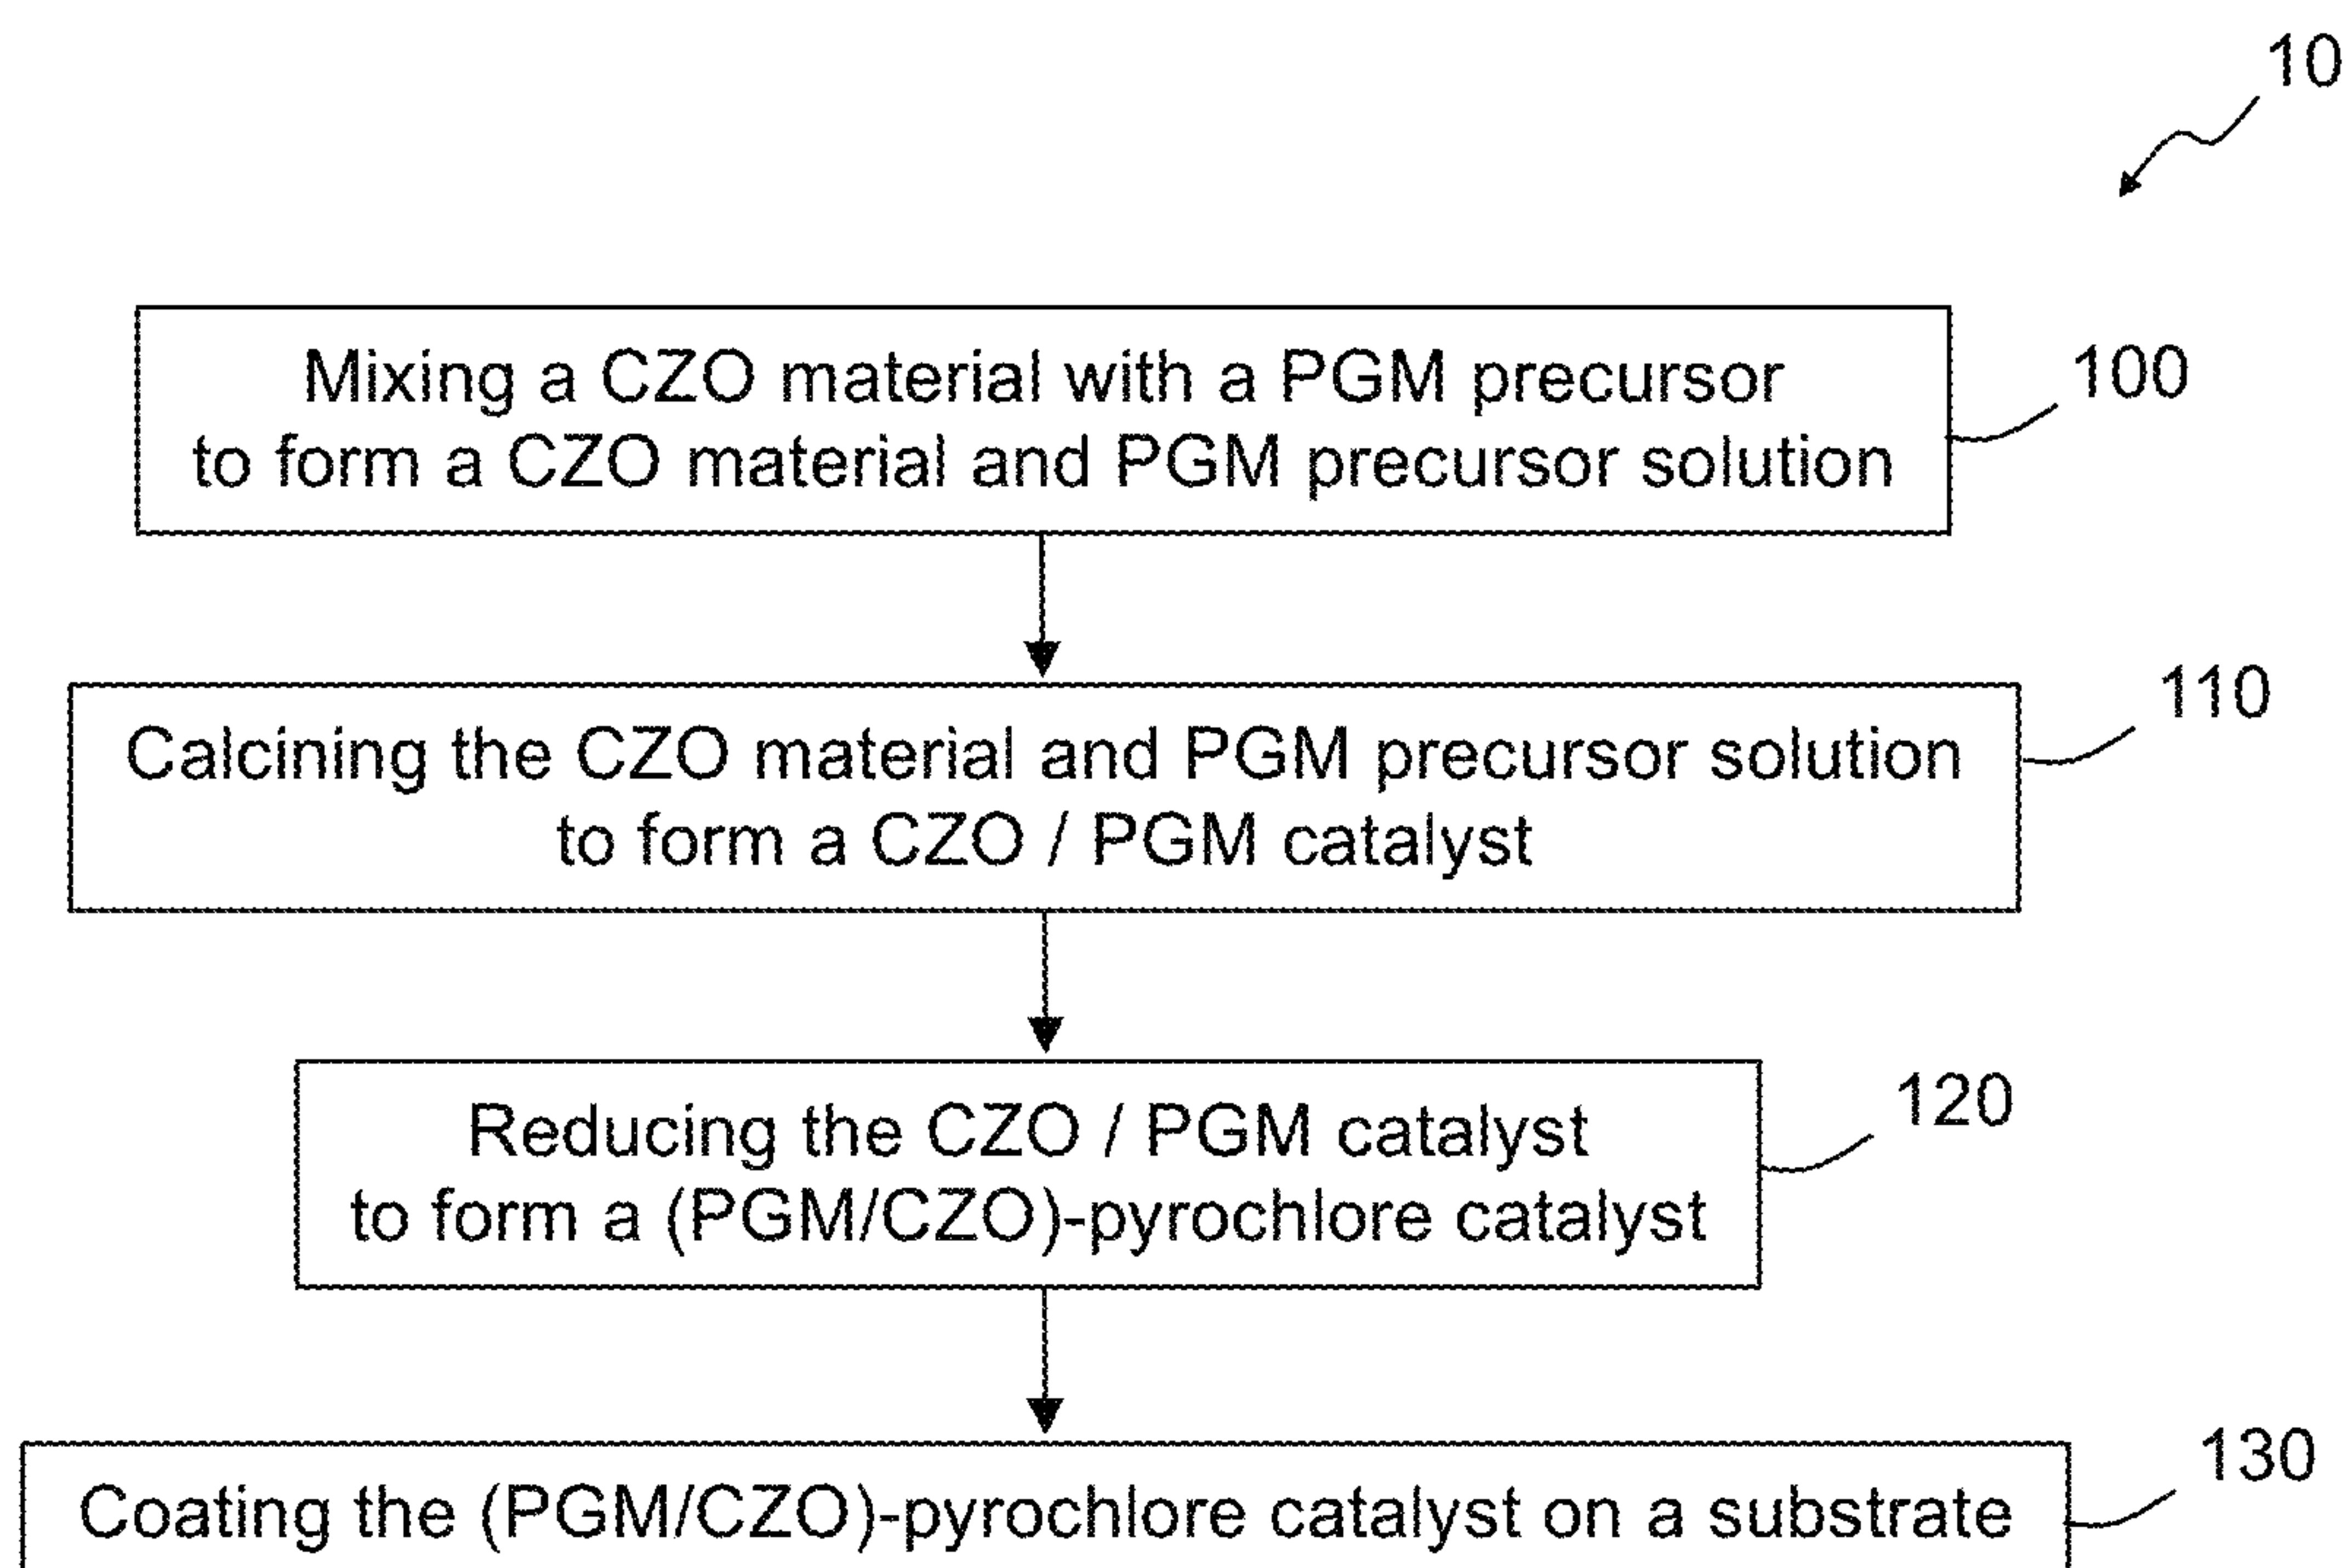 10
Mixing a CZO material with a PGM precursor
to form a CZO material and PGM precursor solution
100
Calcining the CZO material and PGM precursor solution
to form a CZO / PGM catalyst
110
Reducing the CZO / PGM catalyst
to form a (PGM/CZO)-pyrochlore catalyst
120
Coating the (PGM/CZO)-pyrochlore catalyst on a substrate
130